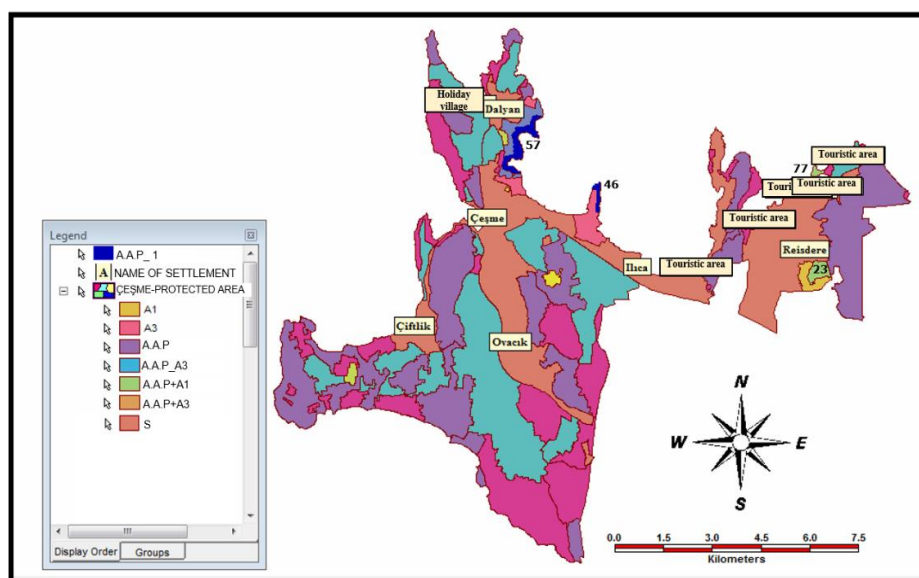 Holiday
village
Dalyan
57
46
77
Touristic area
Touristic area
Touristic area
Çeşme
Ilıca
Touristic area
Reisdere
23
Çiftlik
Ovacık
Legend
A.A.P_ 1
A NAME OF SETTLEMENT
ÇEŞME-PROTECTED AREA
A1
A3
A.A.P
A.A.P_A3
A.A.P+A1
A.A.P+A3
S
Display Order Groups
N
W E
S
0.0 1.5 3.0 4.5 6.0 7.5
Kilometers